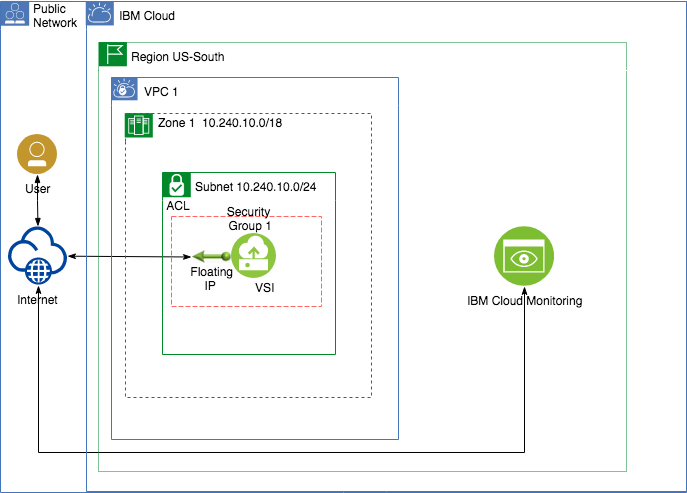 Public
Network
IBM Cloud
Region US-South
VPC 1
Zone 1 10.240.10.0/18
User
Subnet 10.240.10.0/24
ACL
Security
Group 1
Floating
IP
VSI
Internet
IBM Cloud Monitoring